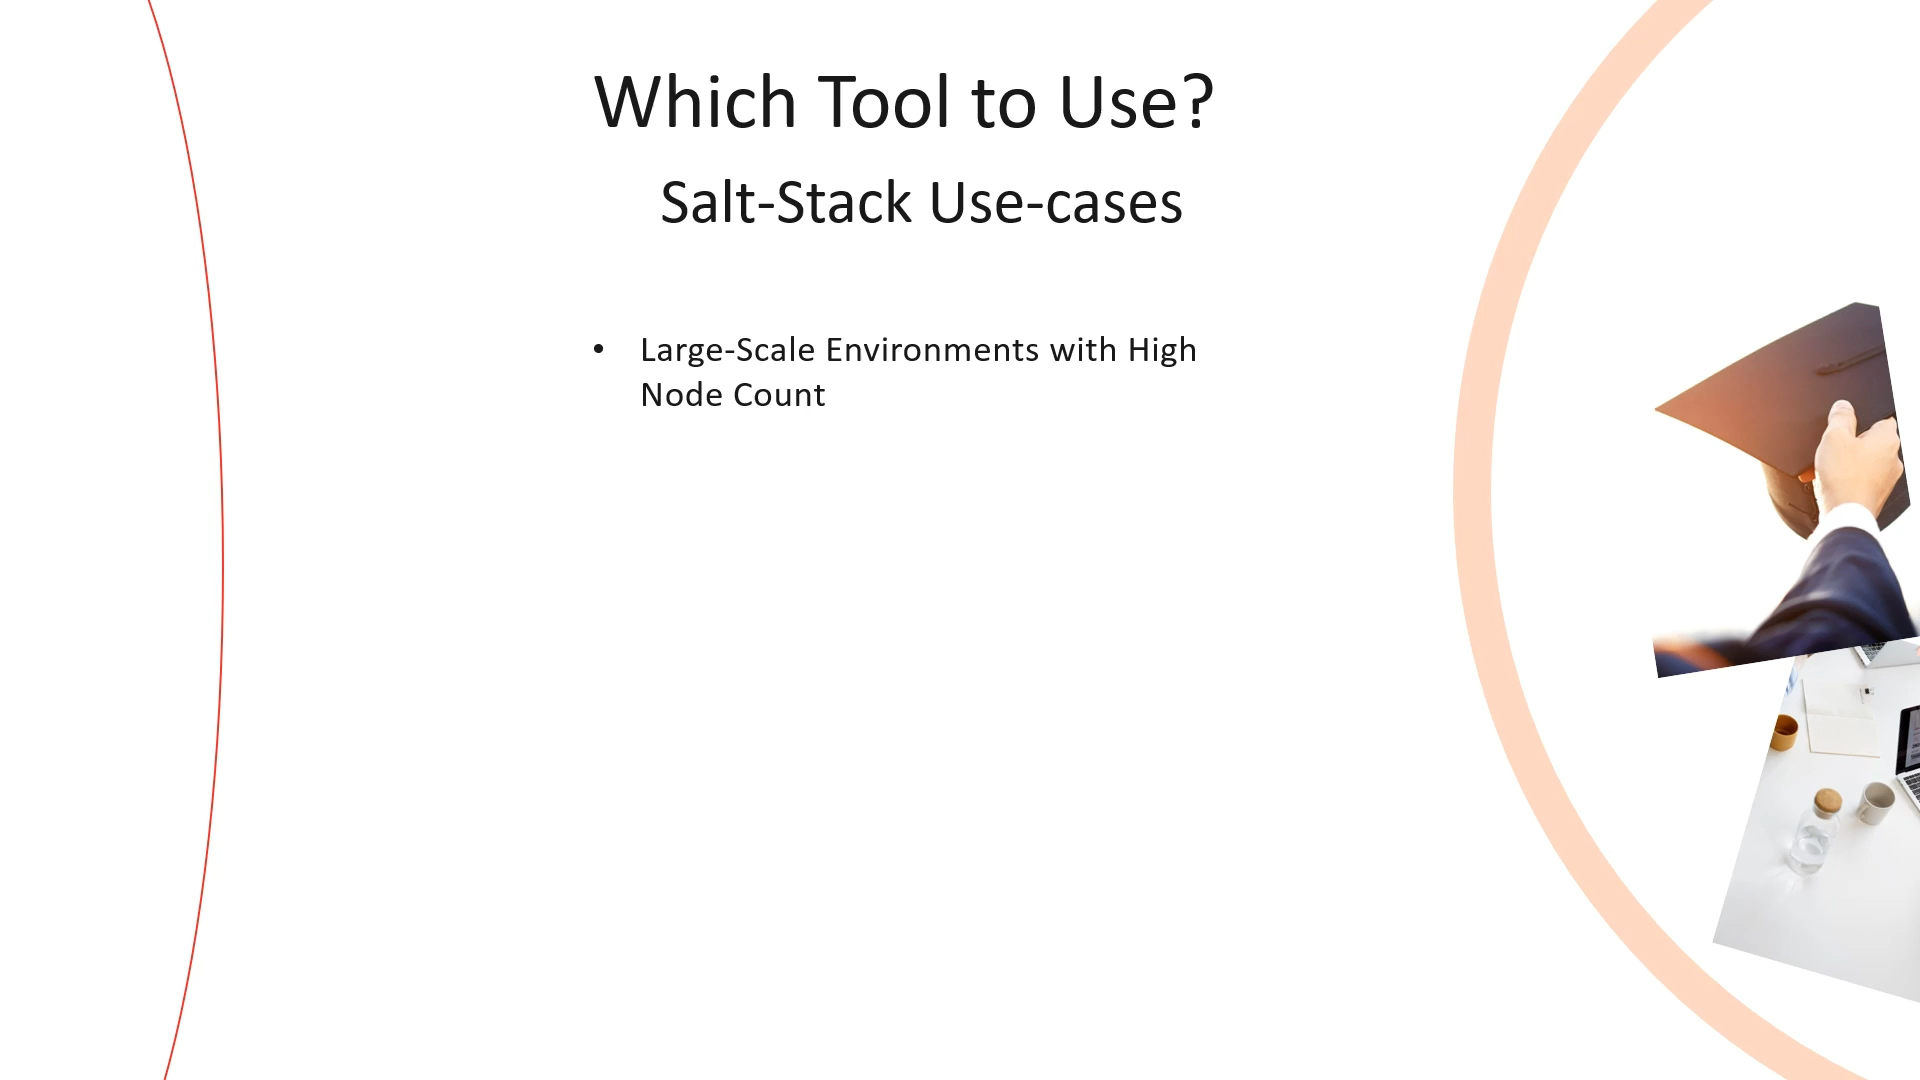 Which Tool to Use?
Salt-Stack Use-cases
• Large-Scale Environments with High
Node Count